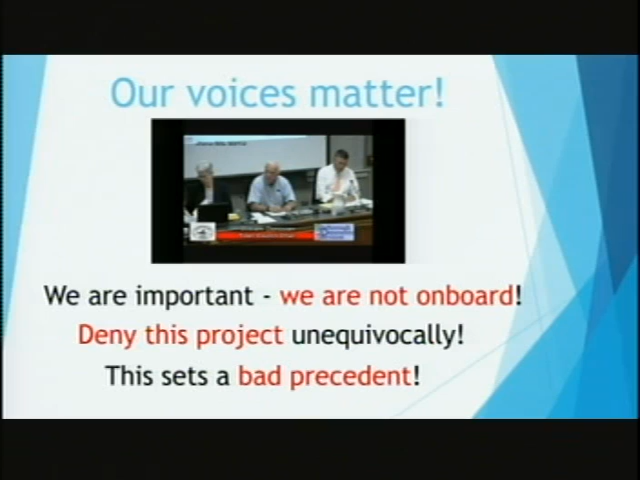 Our voices matter!
We are important - we are not onboard!
Deny this project unequivocally!
This sets a bad precedent!